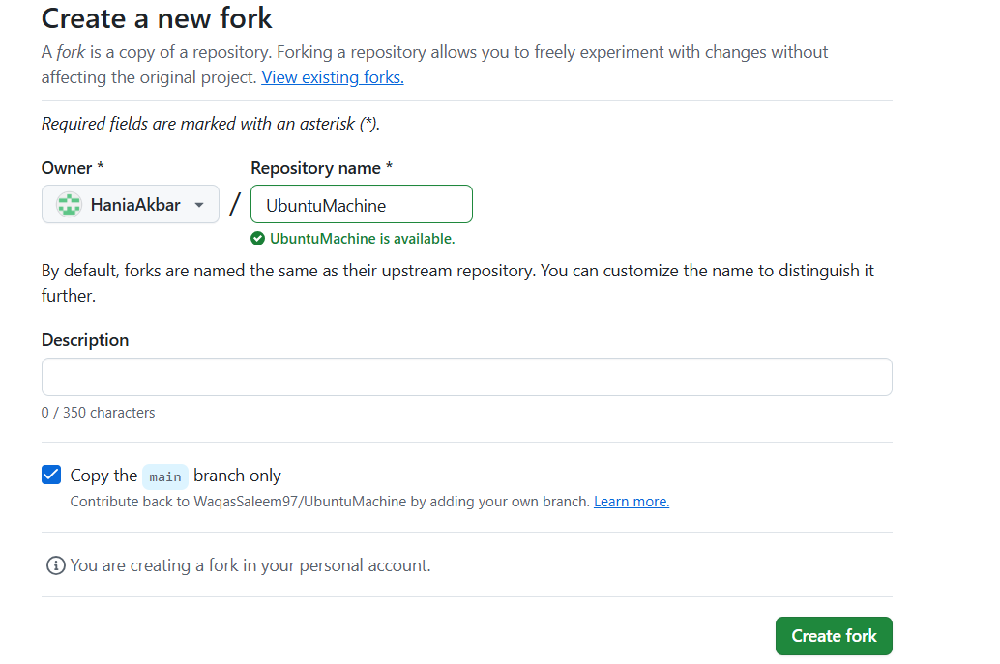 Create a new fork
A fork is a copy of a repository. Forking a repository allows you to freely experiment with changes without
affecting the original project. View existing forks.
Required fields are marked with an asterisk (*).
Owner *
Repository name *
HaniaAkbar
/
UbuntuMachine
UbuntuMachine is available.
By default, forks are named the same as their upstream repository. You can customize the name to distinguish it
further.
Description
0 / 350 characters
Copy the main branch only
Contribute back to WaqasSaleem97/UbuntuMachine by adding your own branch. Learn more.
You are creating a fork in your personal account.
Create fork